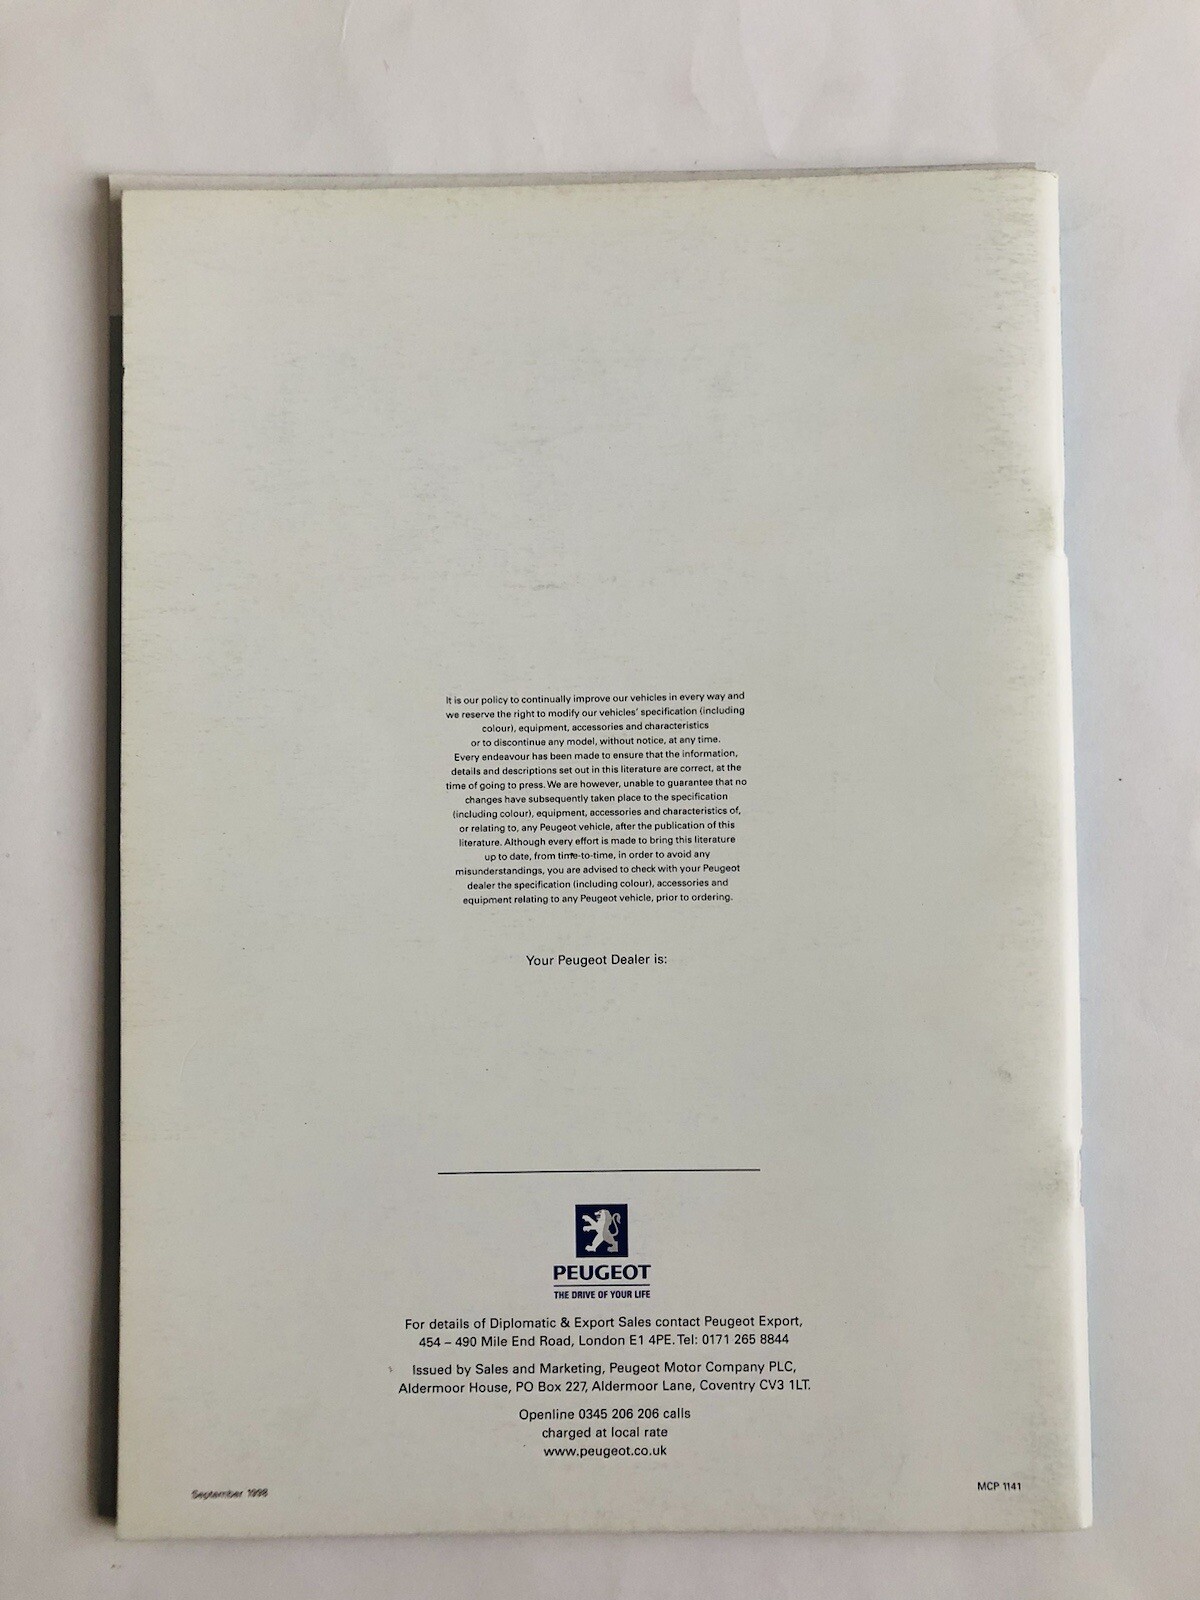 It is our policy to continually improve our vehicles in every way and
we reserve the right to modify our vehicles' specification (including
colour), equipment, accessories and characteristics
or to discontinue any model, without notice, at any time.
Every endeavour has been made to ensure that the information,
details and descriptions set out in this literature are correct, at the
time of going to press. We are however, unable to guarantee that no
changes have subsequently taken place to the specification
(including colour), equipment, accessories and characteristics of,
or relating to, any Peugeot vehicle, after the publication of this
literature. Although every effort is made to bring this literature
up to date, from time-to-time, in order to avoid any
misunderstandings, you are advised to check with your Peugeot
dealer the specification (including colour), accessories and
equipment relating to any Peugeot vehicle, prior to ordering.
Your Peugeot Dealer is:
PEUGEOT
THE DRIVE OF YOUR LIFE
For details of Diplomatic & Export Sales contact Peugeot Export,
454 – 490 Mile End Road, London E1 4PE. Tel: 0171 265 8844
Issued by Sales and Marketing, Peugeot Motor Company PLC,
Aldermoor House, PO Box 227, Aldermoor Lane, Coventry CV3 1LT.
Openline 0345 206 206 calls
charged at local rate
www.peugeot.co.uk
September 1998
MCP 1141